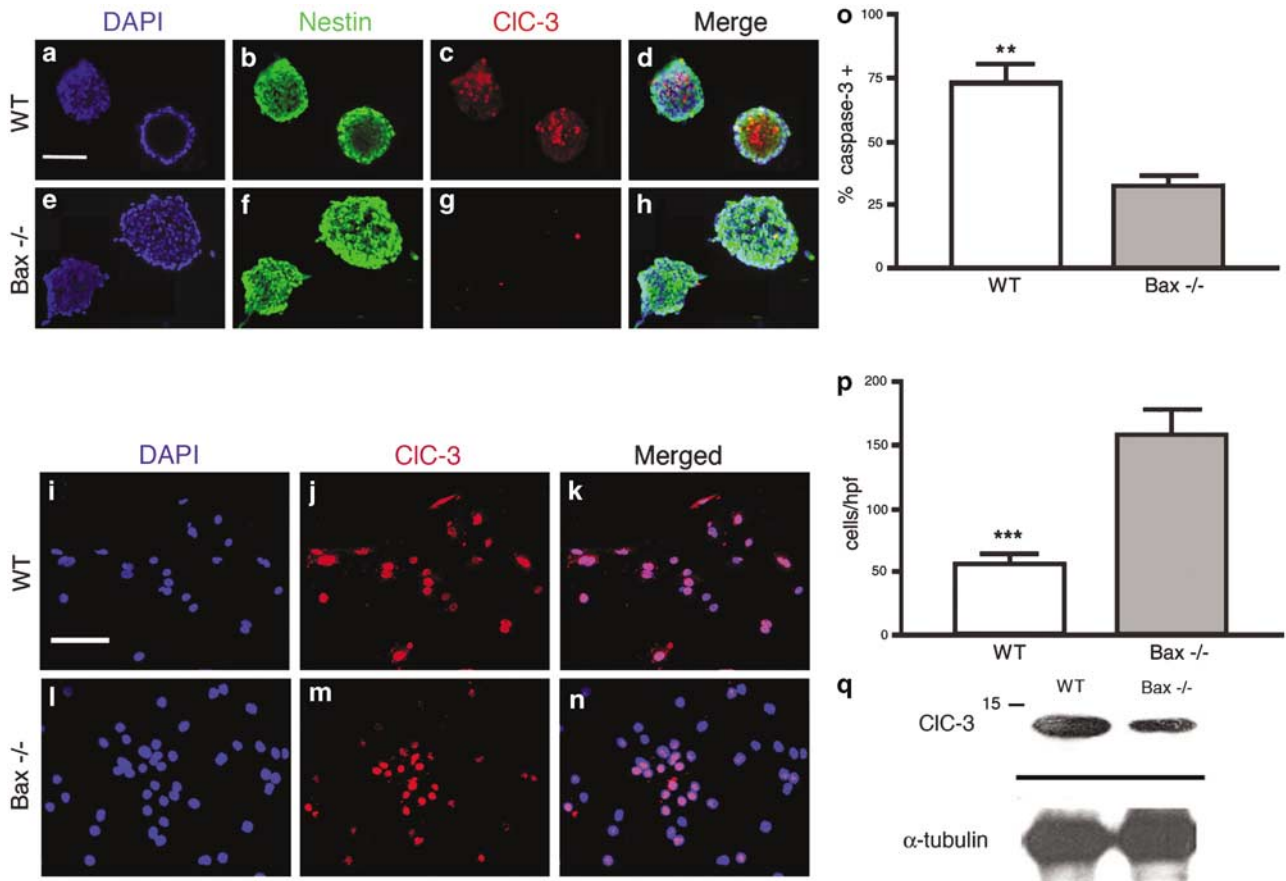 DAPI Nestin ClC-3 Merge
WT
a b c d
Bax -/-
e f g h
DAPI ClC-3 Merged
WT
i j k
Bax -/-
l m n
o
% caspase-3 +
100
75
50
25
0
**
WT Bax -/-
p
cells/hpf
200
150
100
50
0
***
WT Bax -/-
q
WT Bax -/-
15
ClC-3
α-tubulin